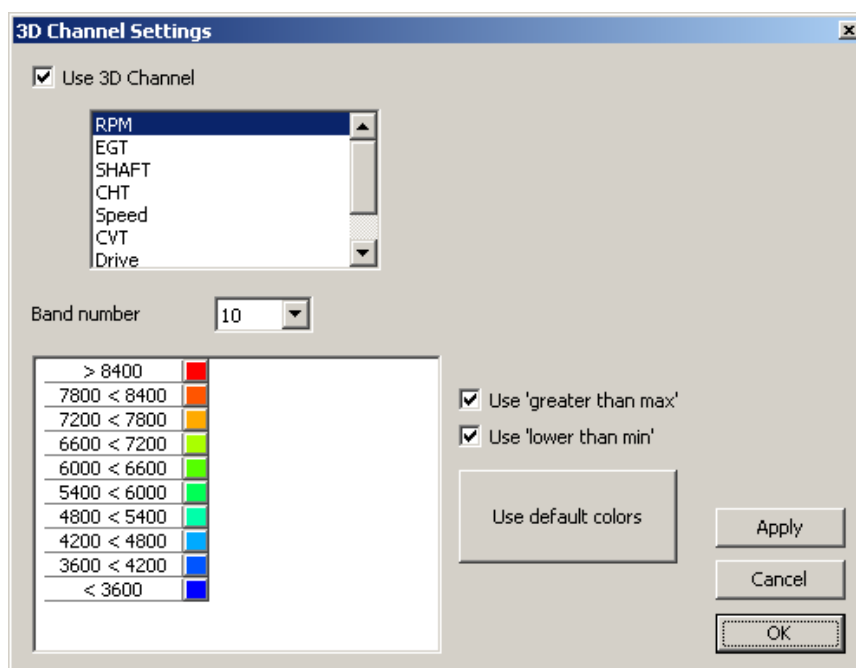 3D Channel Settings
Use 3D Channel
RPM
EGT
SHAFT
CHT
Speed
CVT
Drive
Band number
10
> 8400
7800 < 8400
7200 < 7800
6600 < 7200
6000 < 6600
5400 < 6000
4800 < 5400
4200 < 4800
3600 < 4200
< 3600
Use 'greater than max'
Use 'lower than min'
Use default colors
Apply
Cancel
OK